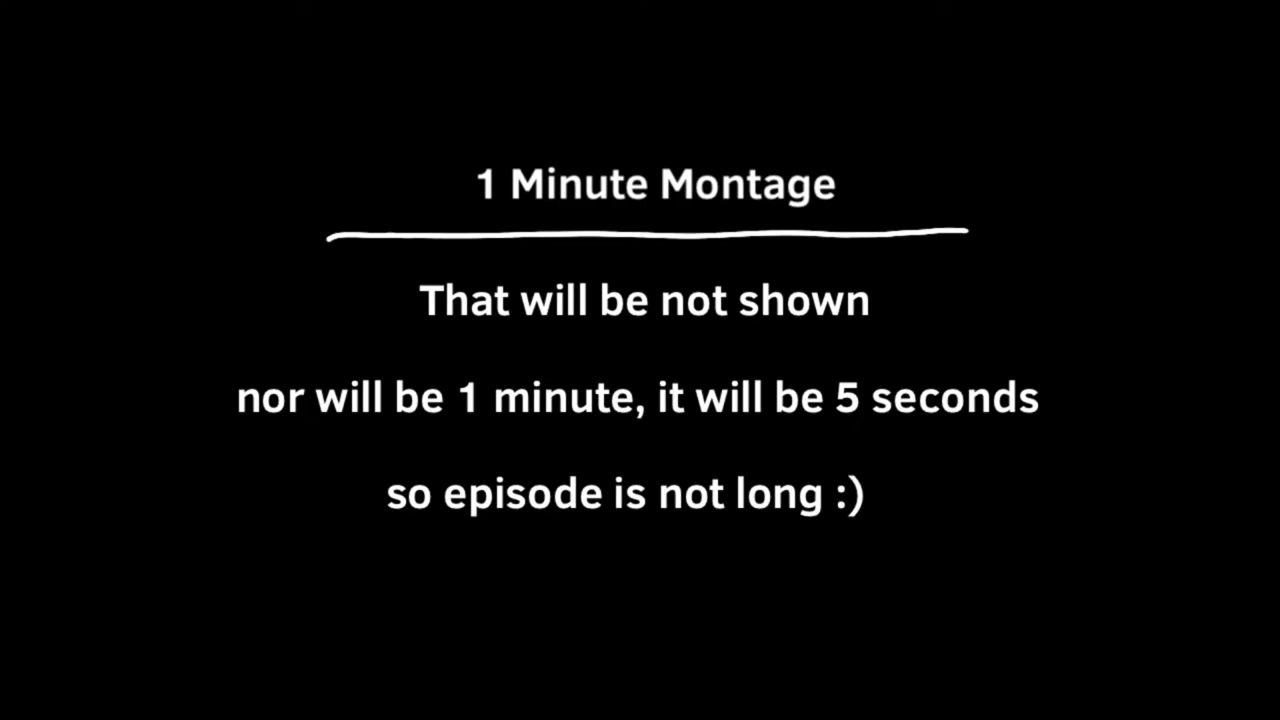 1 Minute Montage
That will be not shown
nor will be 1 minute, it will be 5 seconds
so episode is not long :)